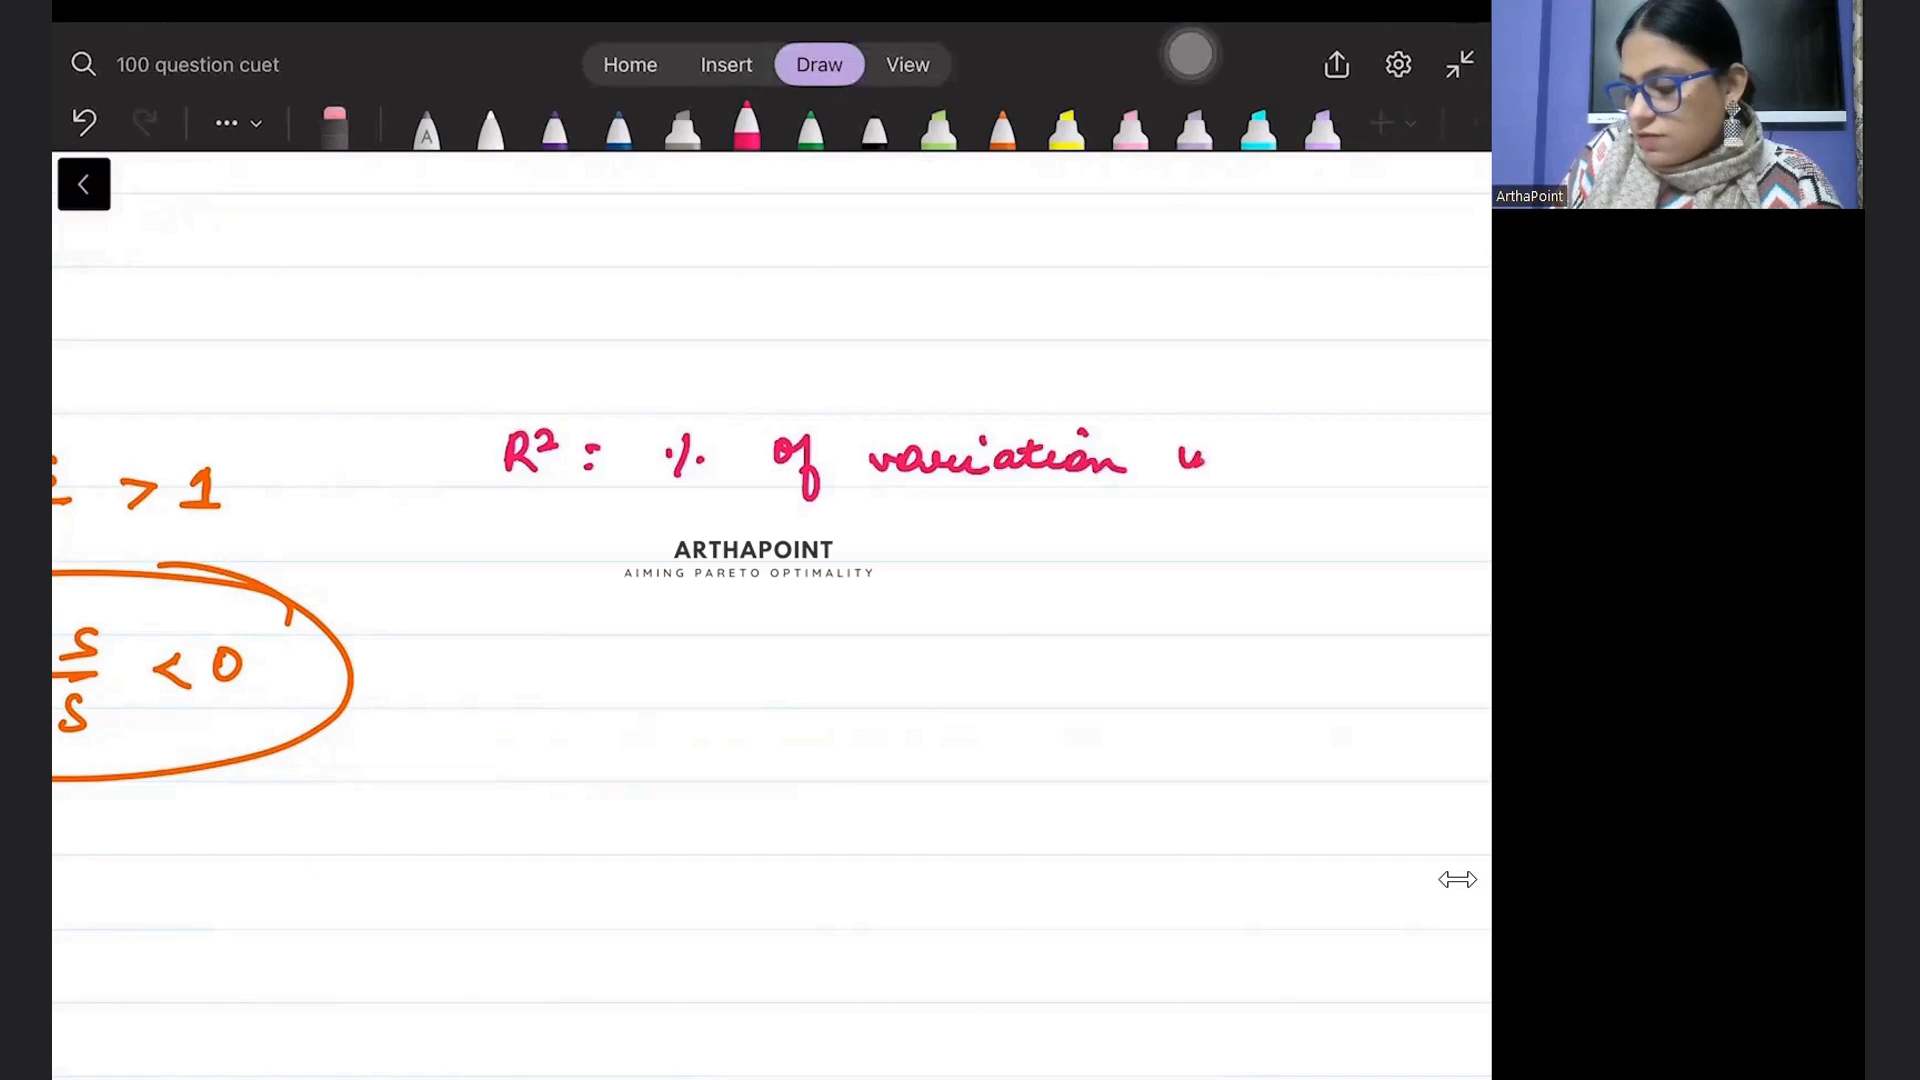 100 question cuet
Home Insert Draw View
A
ArthaPoint
R² : % of variation
> 1
ARTHAPOINT
AIMING PARETO OPTIMALITY
s/s < 0